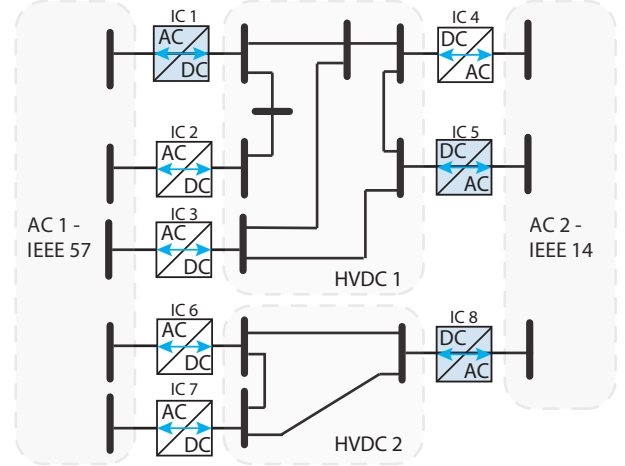 IC 1
AC
DC
IC 4
DC
AC
IC 2
AC
DC
IC 5
DC
AC
IC 3
AC
DC
AC 1 -
IEEE 57
AC 2 -
IEEE 14
HVDC 1
IC 6
AC
DC
IC 8
DC
AC
IC 7
AC
DC
HVDC 2